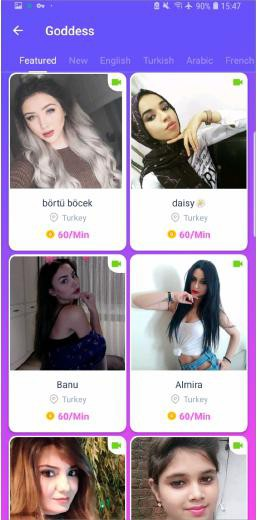 90% 15:47
Goddess
Featured New English Turkish Arabic French
börtü böcek
Turkey
60/Min
daisy
Turkey
60/Min
Banu
Turkey
60/Min
Almira
Turkey
60/Min